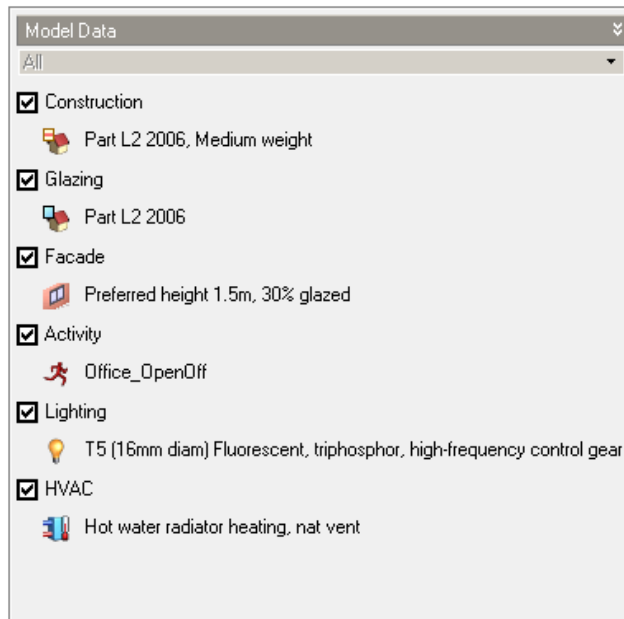 Model Data
All
Construction
Part L2 2006, Medium weight
Glazing
Part L2 2006
Facade
Preferred height 1.5m, 30% glazed
Activity
Office_OpenOff
Lighting
T5 (16mm diam) Fluorescent, triphosphor, high-frequency control gear
HVAC
Hot water radiator heating, nat vent